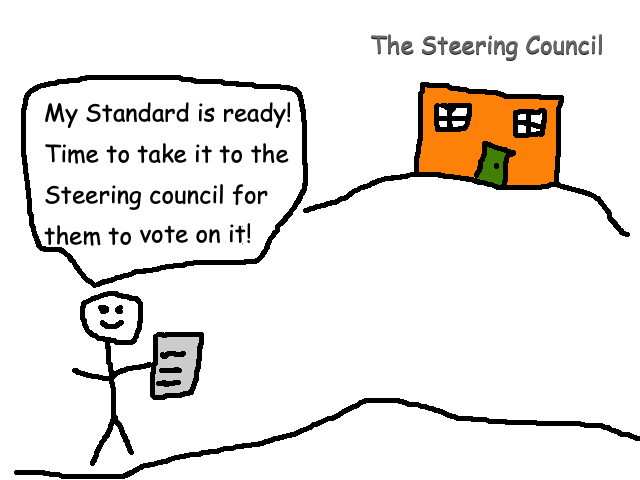 The Steering Council
My Standard is ready!
Time to take it to the
Steering council for
them to vote on it!